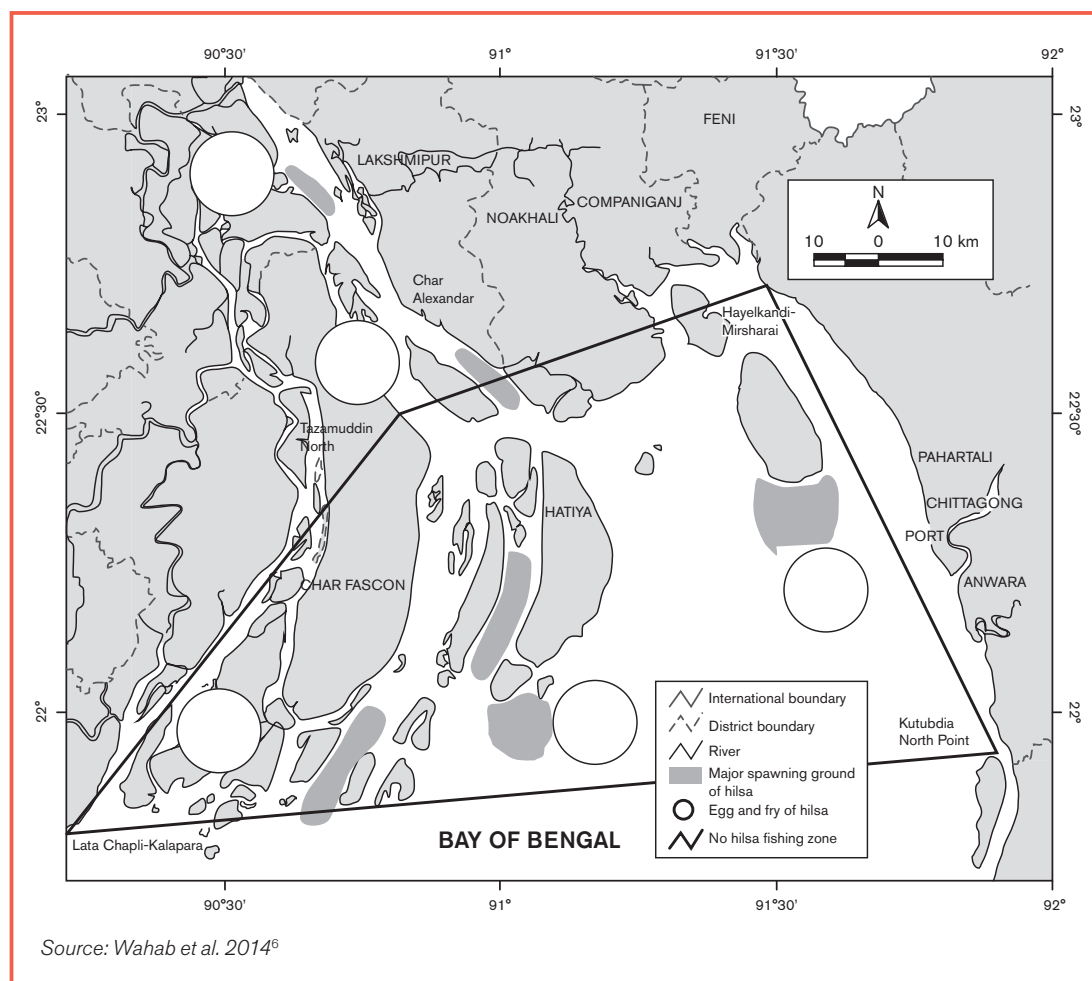 90°30'
91°
91°30'
92°
23°
23°
FENI
LAKSHMIPUR
N
COMPANIGANJ
NOAKHALI
10 0 10 km
Char
Alexandar
Hayelkandi-
Mirsharai
22°30
22°30
Tazamuddin
North
PAHARTALI
CHITTAGONG
HATIYA
PORT
ANWARA
CHAR FASCON
22°
22°
International boundary
District boundary
River
Major spawning ground
of hilsa
Egg and fry of hilsa
No hilsa fishing zone
Kutubdia
North Point
BAY OF BENGAL
Lata Chapli-Kalapara
90°30'
91°
91°30'
92°
Source: Wahab et al. 2014⁶